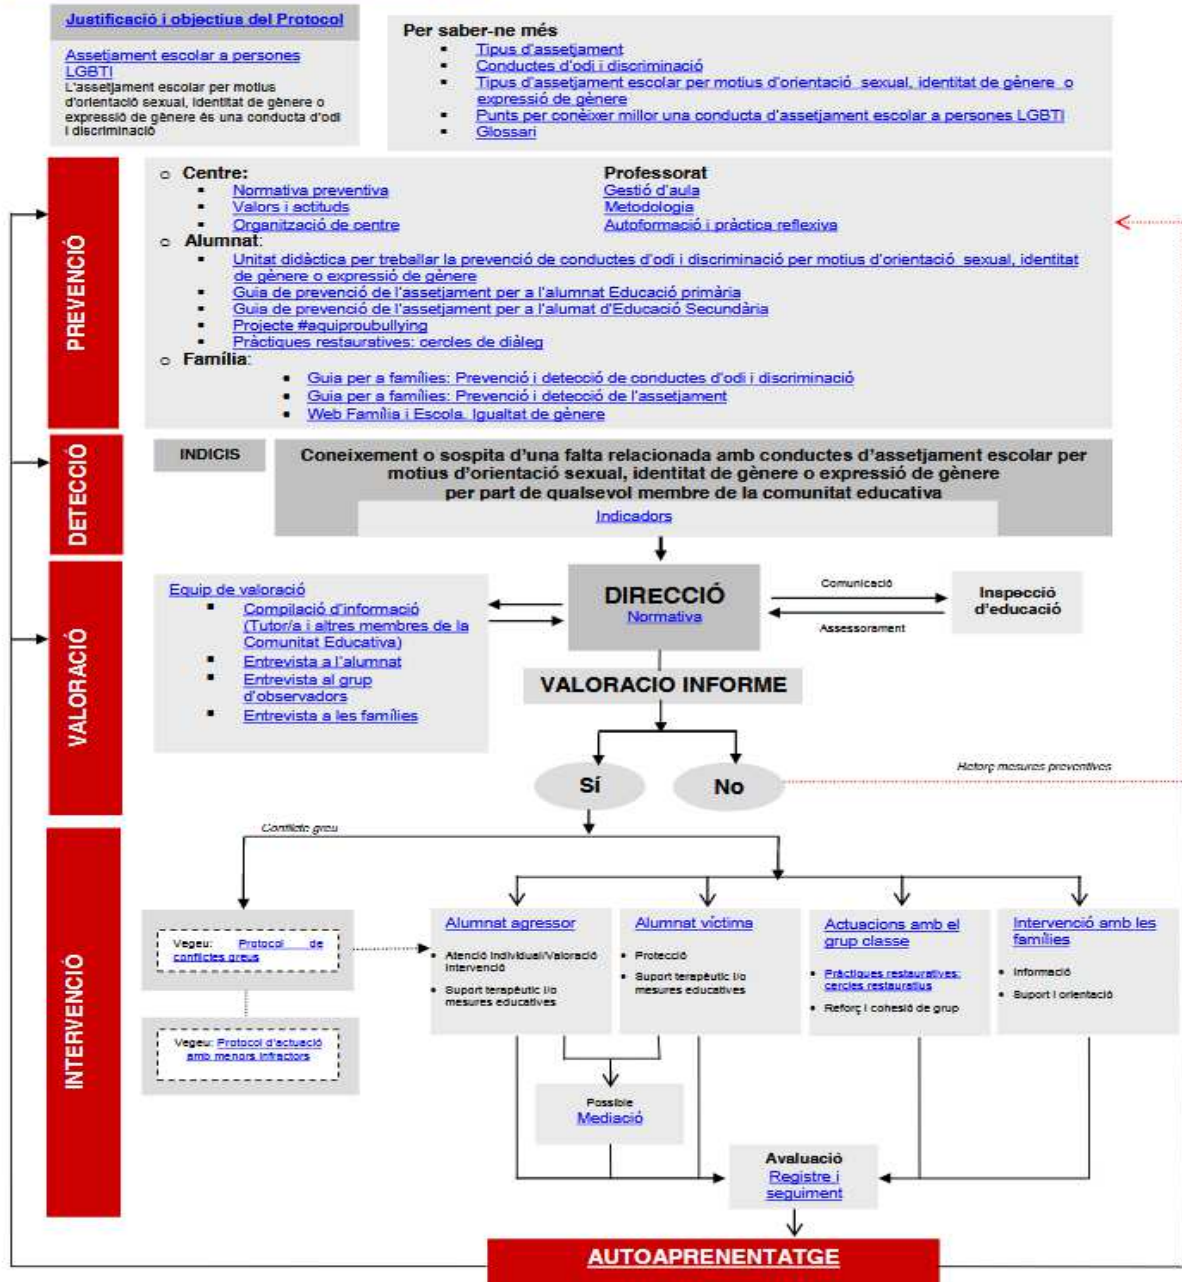 Justificació i objectius del Protocol
Assetjament escolar a persones
LGBTI
L'assetjament escolar per motius
d'orientació sexual, identitat de gènere o
expressió de gènere és una conducta d'odi
i discriminació
Per saber-ne més
Tipus d'assetjament
Conductes d'odi i discriminació
Tipus d'assetjament escolar per motius d'orientació sexual, identitat de gènere o
expressió de gènere
Punts per conèixer millor una conducta d'assetjament escolar a persones LGBTI
Glossari
PREVENCIÓ
Centre:
Normativa preventiva
Valors i actituds
Organització de centre
Professorat
Gestió d'aula
Metodologia
Autoformació i pràctica reflexiva
Alumnat:
Unitat didàctica per treballar la prevenció de conductes d'odi i discriminació per motius d'orientació sexual, identitat
de gènere o expressió de gènere
Guia de prevenció de l'assetjament per a l'alumnat Educació primària
Guia de prevenció de l'assetjament per a l'alumat d'Educació Secundària
Projecte #aquiproubullying
Pràctiques restauratives: cercles de diàleg
Família:
Guia per a famílies: Prevenció i detecció de conductes d'odi i discriminació
Guia per a famílies: Prevenció i detecció de l'assetjament
Web Família i Escola. Igualtat de gènere
DETECCIÓ
INDICIS
Coneixement o sospita d'una falta relacionada amb conductes d'assetjament escolar per
motius d'orientació sexual, identitat de gènere o expressió de gènere
per part de qualsevol membre de la comunitat educativa
Indicadors
VALORACIÓ
Equip de valoració
Compilació d'informació
(Tutor/a i altres membres de la
Comunitat Educativa)
Entrevista a l'alumnat
Entrevista al grup
d'observadors
Entrevista a les famílies
DIRECCIÓ
Normativa
Comunicació
Assessorament
Inspecció
d'educació
VALORACIO INFORME
Sí
No
Reforç mesures preventives
INTERVENCIÓ
Conflicte greu
Vegeu: Protocol de
conflictes greus
Vegeu: Protocol d'actuació
amb menors infractors
Alumnat agressor
Atenció individual/Valoració
Intervenció
Suport terapèutic i/o
mesures educatives
Alumnat víctima
Protecció
Suport terapèutic i/o
mesures educatives
Actuacions amb el
grup classe
Pràctiques restauratives:
cercles restauratius
Reforç i cohesió de grup
Intervenció amb les
famílies
Informació
Suport i orientació
Possible
Mediació
Avaluació
Registre i
seguiment
AUTOAPRENENTATGE